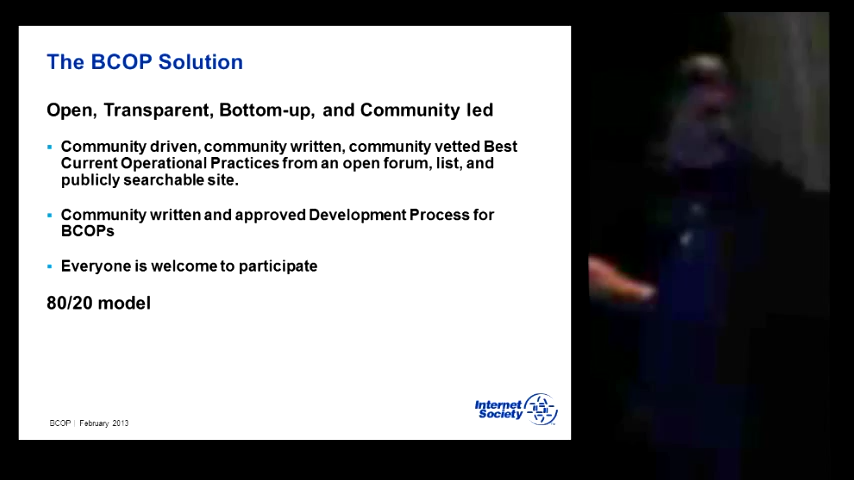 The BCOP Solution
Open, Transparent, Bottom-up, and Community led
Community driven, community written, community vetted Best
Current Operational Practices from an open forum, list, and
publicly searchable site.
Community written and approved Development Process for
BCOPs
Everyone is welcome to participate
80/20 model
Internet
Society
BCOP | February 2013